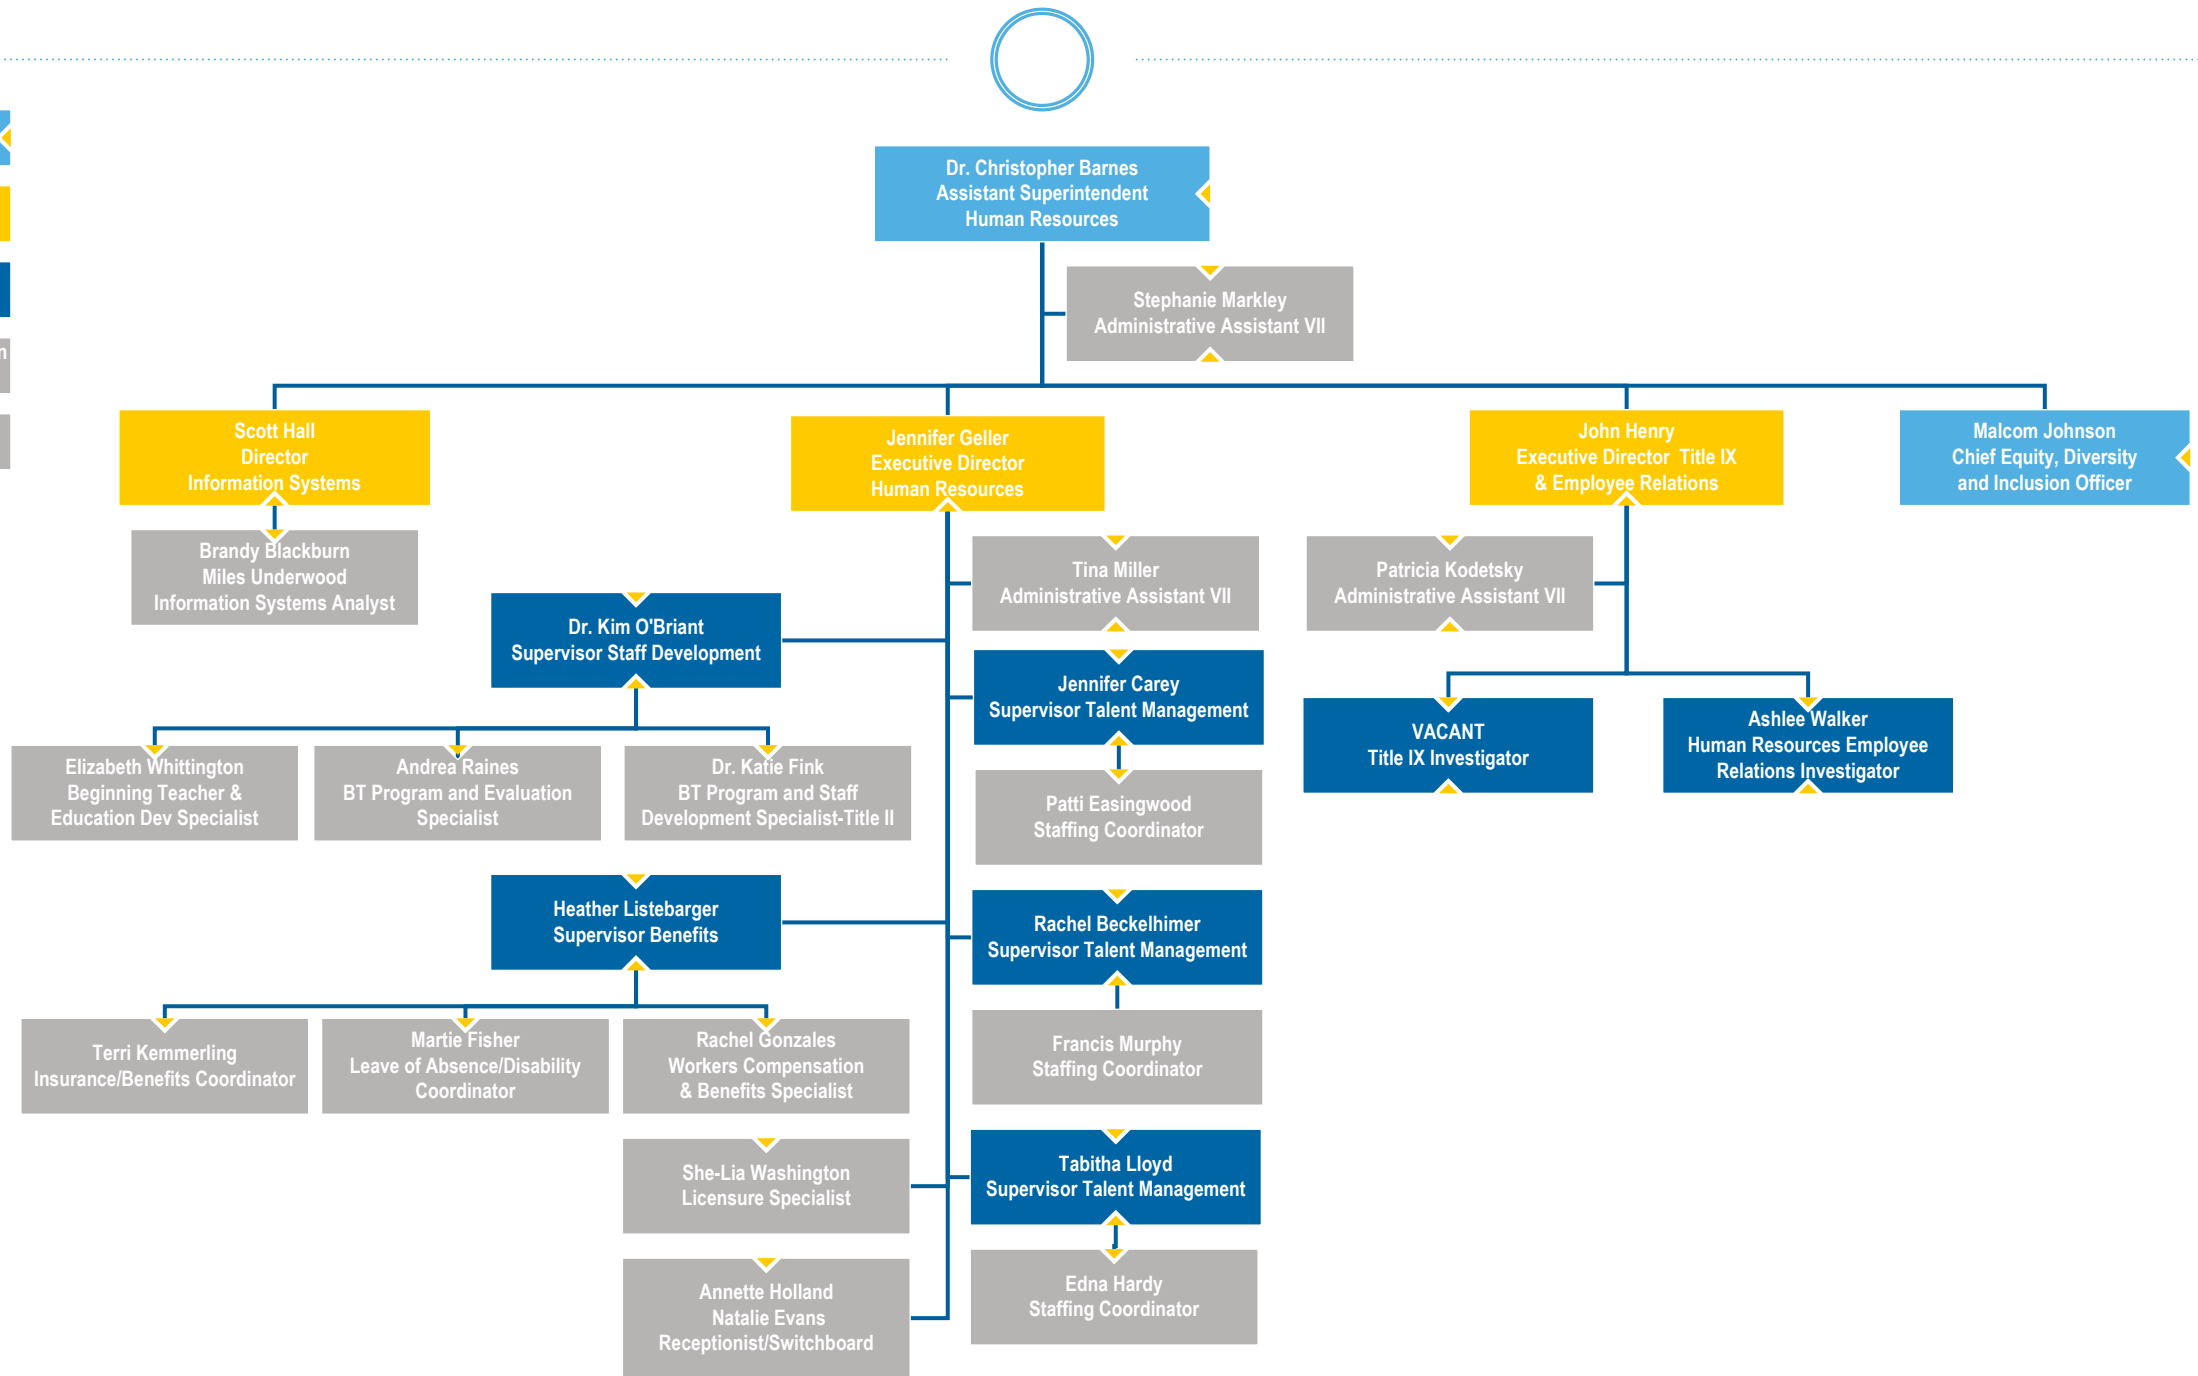 Dr. Christopher Barnes
Assistant Superintendent
Human Resources
Stephanie Markley
Administrative Assistant VII
Scott Hall
Director
Information Systems
Jennifer Geller
Executive Director
Human Resources
John Henry
Executive Director Title IX
& Employee Relations
Malcom Johnson
Chief Equity, Diversity
and Inclusion Officer
Brandy Blackburn
Miles Underwood
Information Systems Analyst
Tina Miller
Administrative Assistant VII
Patricia Kodetsky
Administrative Assistant VII
Dr. Kim O'Briant
Supervisor Staff Development
Jennifer Carey
Supervisor Talent Management
VACANT
Title IX Investigator
Ashlee Walker
Human Resources Employee
Relations Investigator
Elizabeth Whittington
Beginning Teacher &
Education Dev Specialist
Andrea Raines
BT Program and Evaluation
Specialist
Dr. Katie Fink
BT Program and Staff
Development Specialist-Title II
Patti Easingwood
Staffing Coordinator
Heather Listebarger
Supervisor Benefits
Rachel Beckelhimer
Supervisor Talent Management
Terri Kemmerling
Insurance/Benefits Coordinator
Martie Fisher
Leave of Absence/Disability
Coordinator
Rachel Gonzales
Workers Compensation
& Benefits Specialist
Francis Murphy
Staffing Coordinator
She-Lia Washington
Licensure Specialist
Tabitha Lloyd
Supervisor Talent Management
Annette Holland
Natalie Evans
Receptionist/Switchboard
Edna Hardy
Staffing Coordinator